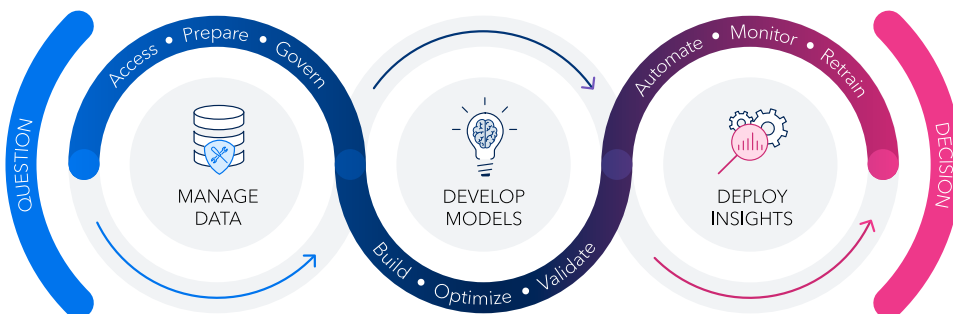 QUESTION
Access • Prepare • Govern
MANAGE
DATA
DEVELOP
MODELS
Build • Optimize • Validate
Automate • Monitor • Retrain
DEPLOY
INSIGHTS
DECISION